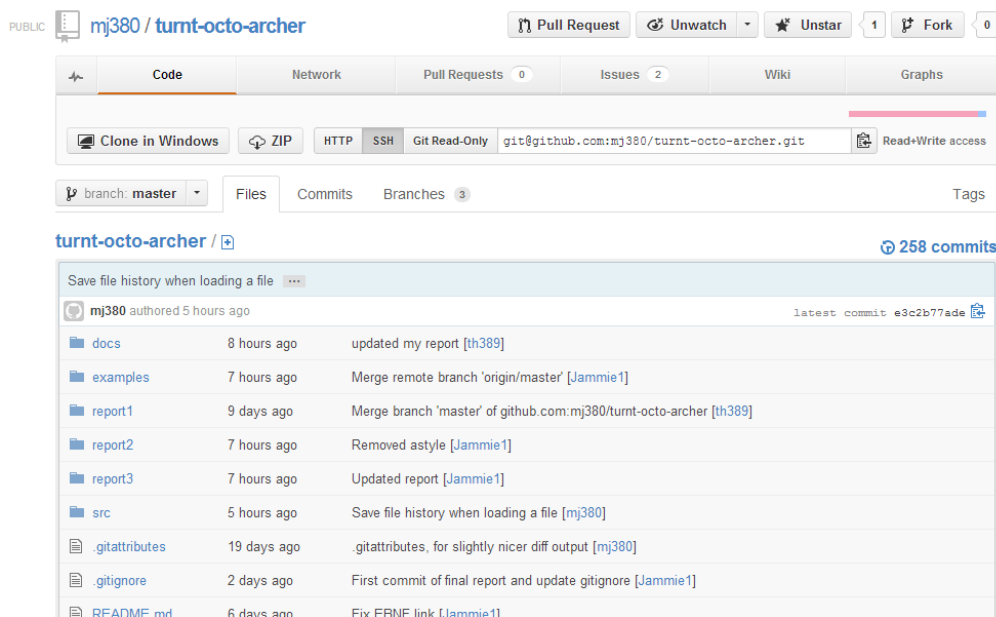 PUBLIC mj380 / turnt-octo-archer Pull Request Unwatch Unstar 1 Fork 0
Code Network Pull Requests 0 Issues 2 Wiki Graphs
Clone in Windows ZIP HTTP SSH Git Read-Only git@github.com:mj380/turnt-octo-archer.git Read+Write access
branch: master Files Commits Branches 3 Tags
turnt-octo-archer / 258 commits
Save file history when loading a file ...
mj380 authored 5 hours ago latest commit e3c2b77ade
docs 8 hours ago updated my report [th389]
examples 7 hours ago Merge remote branch 'origin/master' [Jammie1]
report1 9 days ago Merge branch 'master' of github.com:mj380/turnt-octo-archer [th389]
report2 7 hours ago Removed astyle [Jammie1]
report3 7 hours ago Updated report [Jammie1]
src 5 hours ago Save file history when loading a file [mj380]
.gitattributes 19 days ago .gitattributes, for slightly nicer diff output [mj380]
.gitignore 2 days ago First commit of final report and update gitignore [Jammie1]
README.md 6 days ago Fix EBNF link [Jammie1]